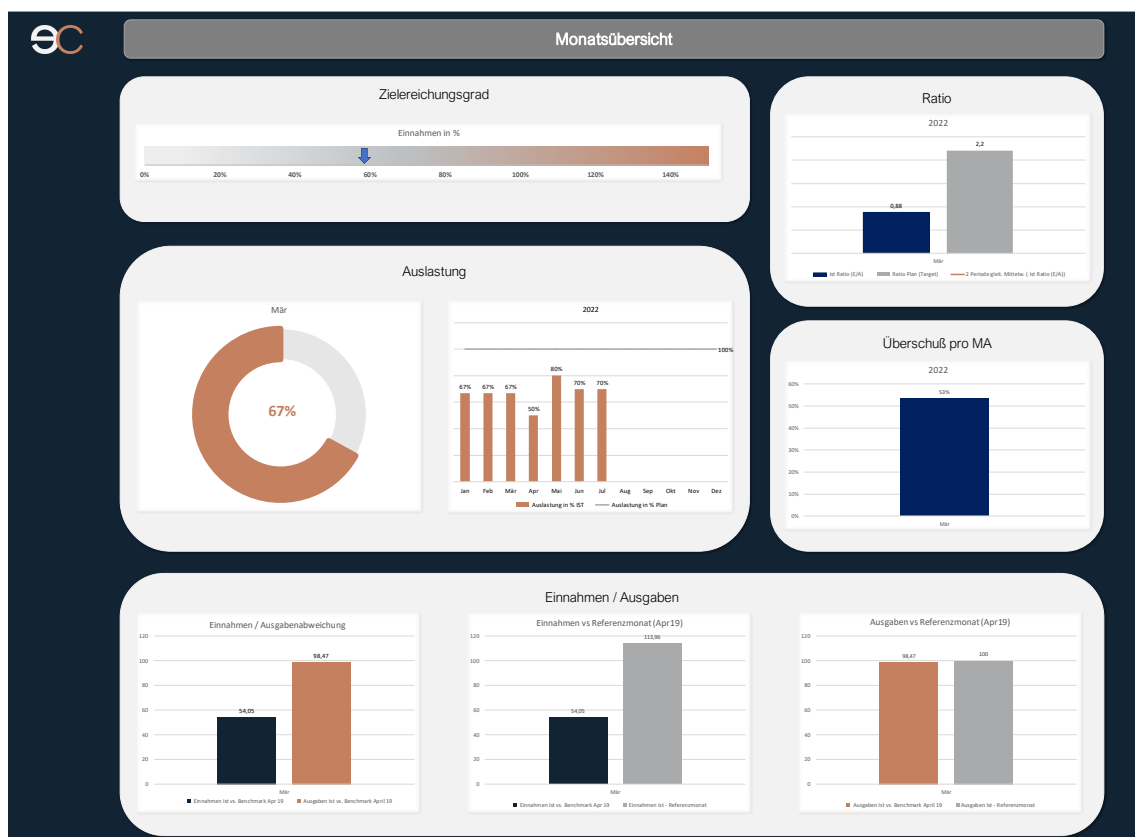 eC
Monatsübersicht
Zielereichungsgrad
Einnahmen in %
0% 20% 40% 60% 80% 100% 120% 140%
Ratio
2022
2,2
0,88
Mär
Ist Ratio (E/A) Ratio Plan (Target) 2 Periode gleit. Mittelw. ( Ist Ratio (E/A))
Auslastung
Mär
67%
2022
100%
67% 67% 67% 50% 80% 70% 70%
Jan Feb Mär Apr Mai Jun Jul Aug Sep Okt Nov Dez
Auslastung in % IST Auslastung in % Plan
Überschuß pro MA
2022
60%
53%
50%
40%
30%
20%
10%
0%
Mär
Einnahmen / Ausgaben
Einnahmen / Ausgabenabweichung
120
100
80
60
40
20
0
98,47
54,05
Mär
Einnahmen Ist vs. Benchmark Apr 19 Ausgaben Ist vs. Benchmark April 19
Einnahmen vs Referenzmonat (Apr19)
120
100
80
60
40
20
0
113,96
54,05
Mär
Einnahmen Ist vs. Benchmark Apr 19 Einnahmen Ist - Referenzmonat
Ausgaben vs Referenzmonat (Apr19)
120
100
80
60
40
20
0
98,47 100
Mär
Ausgaben Ist vs. Benchmark April 19 Ausgaben Ist - Referenzmonat